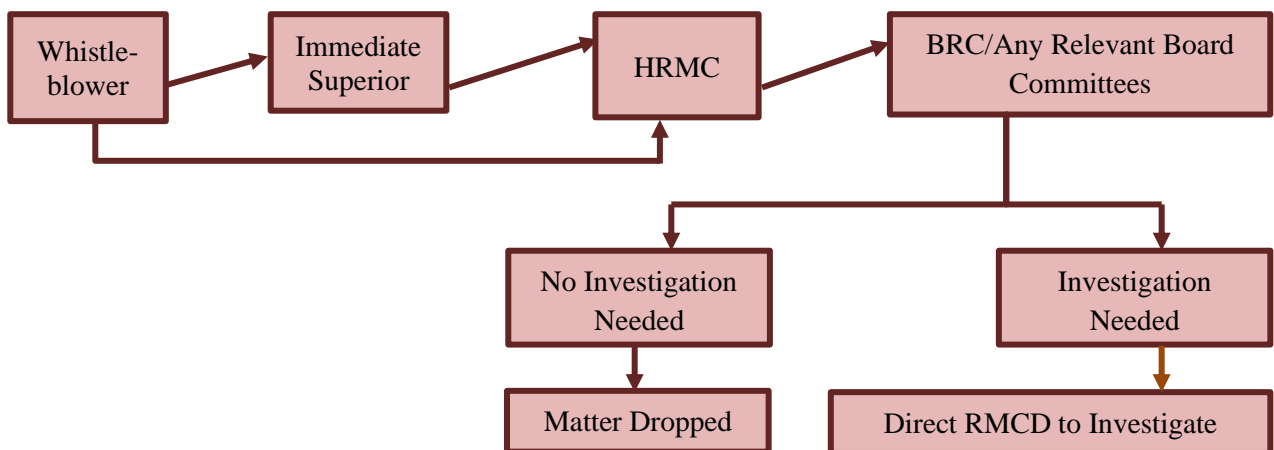 Whistle-
blower
Immediate
Superior
HRMC
BRC/Any Relevant Board
Committees
No Investigation
Needed
Investigation
Needed
Matter Dropped
Direct RMCD to Investigate